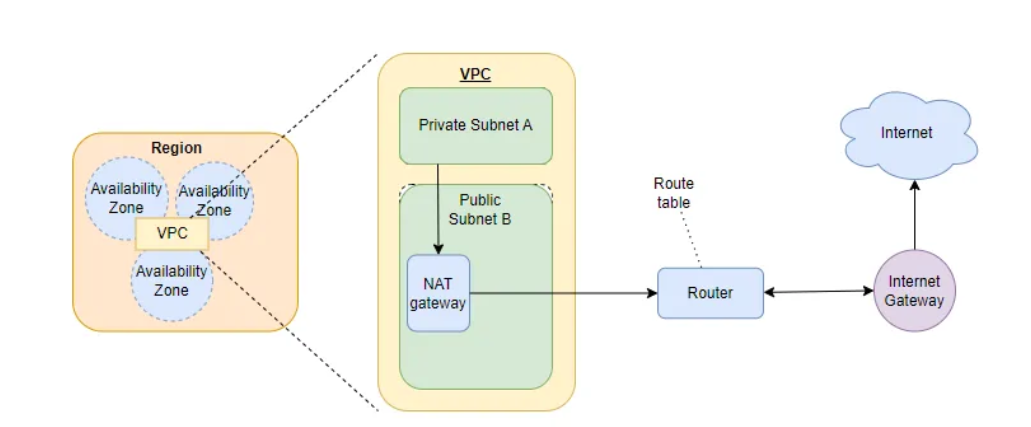 Region
Availability
Zone
Availability
Zone
VPC
Availability
Zone
VPC
Private Subnet A
Public
Subnet B
NAT
gateway
Route
table
Router
Internet
Internet
Gateway